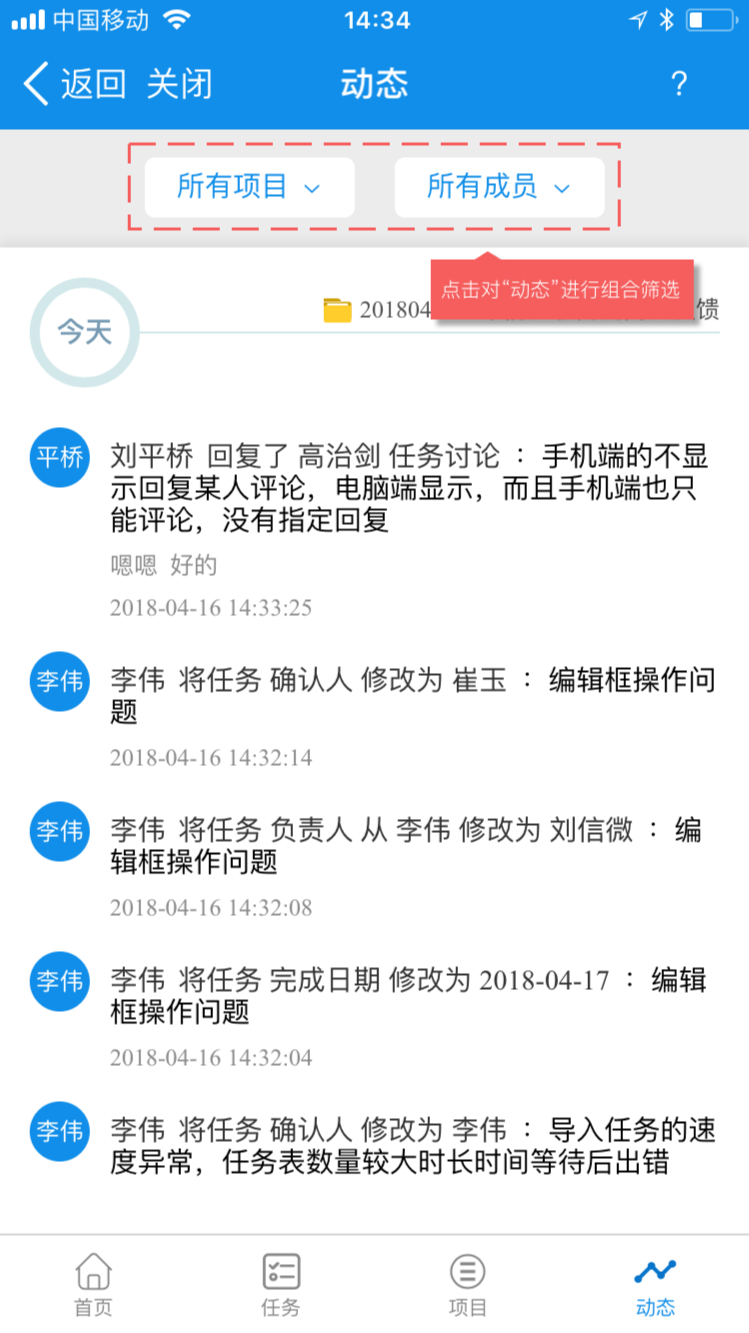 中国移动 14:34
返回 关闭 动态 ?
所有项目 所有成员
点击对“动态”进行组合筛选
今天 201804 馈
平桥 刘平桥 回复了 高治剑 任务讨论 ： 手机端的不显
示回复某人评论，电脑端显示，而且手机端也只
能评论，没有指定回复
嗯嗯 好的
2018-04-16 14:33:25
李伟 李伟 将任务 确认人 修改为 崔玉 ： 编辑框操作问
题
2018-04-16 14:32:14
李伟 李伟 将任务 负责人 从 李伟 修改为 刘信微 ： 编
辑框操作问题
2018-04-16 14:32:08
李伟 李伟 将任务 完成日期 修改为 2018-04-17 ： 编辑
框操作问题
2018-04-16 14:32:04
李伟 李伟 将任务 确认人 修改为 李伟 ： 导入任务的速
度异常，任务表数量较大时长时间等待后出错
首页 任务 项目 动态